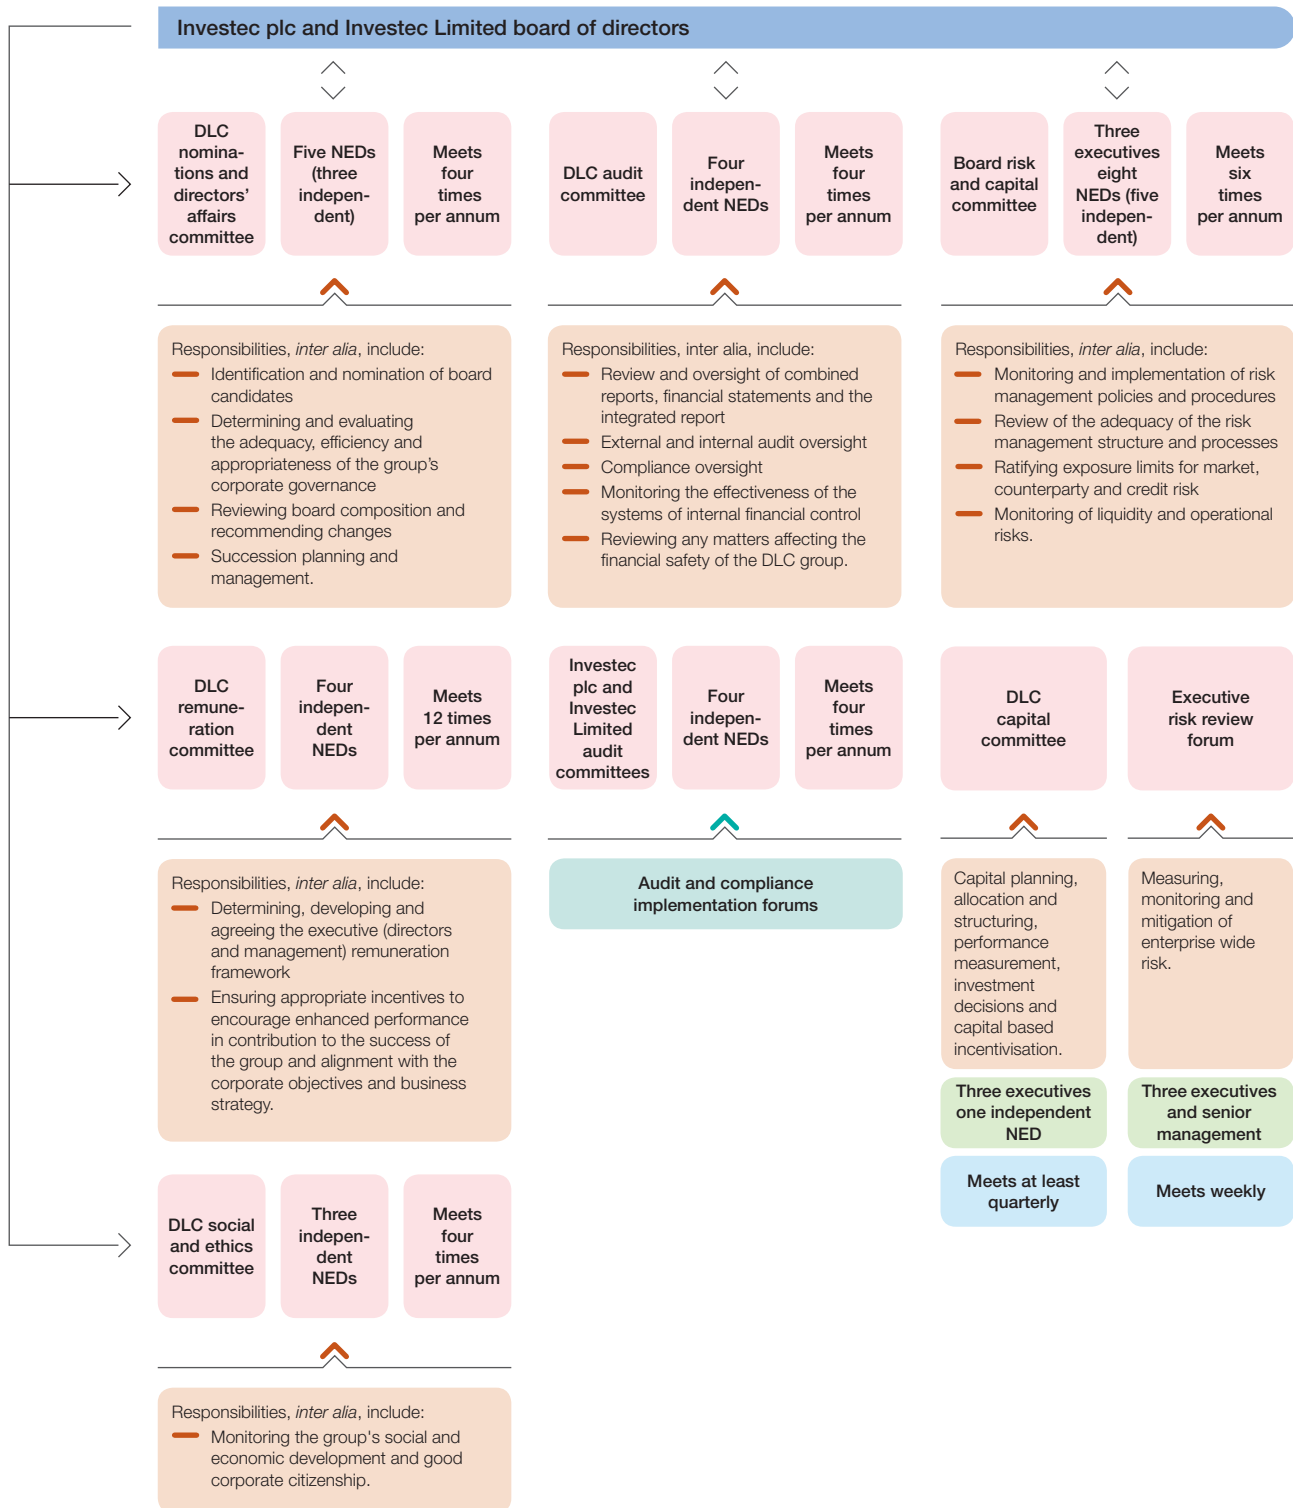 Investec plc and Investec Limited board of directors
DLC
nomina-
tions and
directors’
affairs
committee
Five NEDs
(three
independ-
dent)
Meets
four
times
per annum
DLC audit
committee
Four
indepen-
dent NEDs
Meets
four
times
per annum
Board risk
and capital
committee
Three
executives
eight
NEDs (five
indepen-
dent)
Meets
six
times
per annum
Responsibilities, inter alia, include:
Identification and nomination of board
candidates
Determining and evaluating
the adequacy, efficiency and
appropriateness of the group’s
corporate governance
Reviewing board composition and
recommending changes
Succession planning and
management.
Responsibilities, inter alia, include:
Review and oversight of combined
reports, financial statements and the
integrated report
External and internal audit oversight
Compliance oversight
Monitoring the effectiveness of the
systems of internal financial control
Reviewing any matters affecting the
financial safety of the DLC group.
Responsibilities, inter alia, include:
Monitoring and implementation of risk
management policies and procedures
Review of the adequacy of the risk
management structure and processes
Ratifying exposure limits for market,
counterparty and credit risk
Monitoring of liquidity and operational
risks.
DLC
remune-
ration
committee
Four
indepen-
dent
NEDs
Meets
12 times
per annum
Investec
plc and
Investec
Limited
audit
committees
Four
indepen-
dent NEDs
Meets
four
times
per annum
DLC
capital
committee
Executive
risk review
forum
Responsibilities, inter alia, include:
Determining, developing and
agreeing the executive (directors
and management) remuneration
framework
Ensuring appropriate incentives to
encourage enhanced performance
in contribution to the success of
the group and alignment with the
corporate objectives and business
strategy.
Audit and compliance
implementation forums
Capital planning,
allocation and
structuring,
performance
measurement,
investment
decisions and
capital based
incentivisation.
Measuring,
monitoring and
mitigation of
enterprise wide
risk.
Three executives
one independent
NED
Three executives
and senior
management
Meets at least
quarterly
Meets weekly
DLC social
and ethics
committee
Three
indepen-
dent
NEDs
Meets
four
times
per annum
Responsibilities, inter alia, include:
Monitoring the group's social and
economic development and good
corporate citizenship.